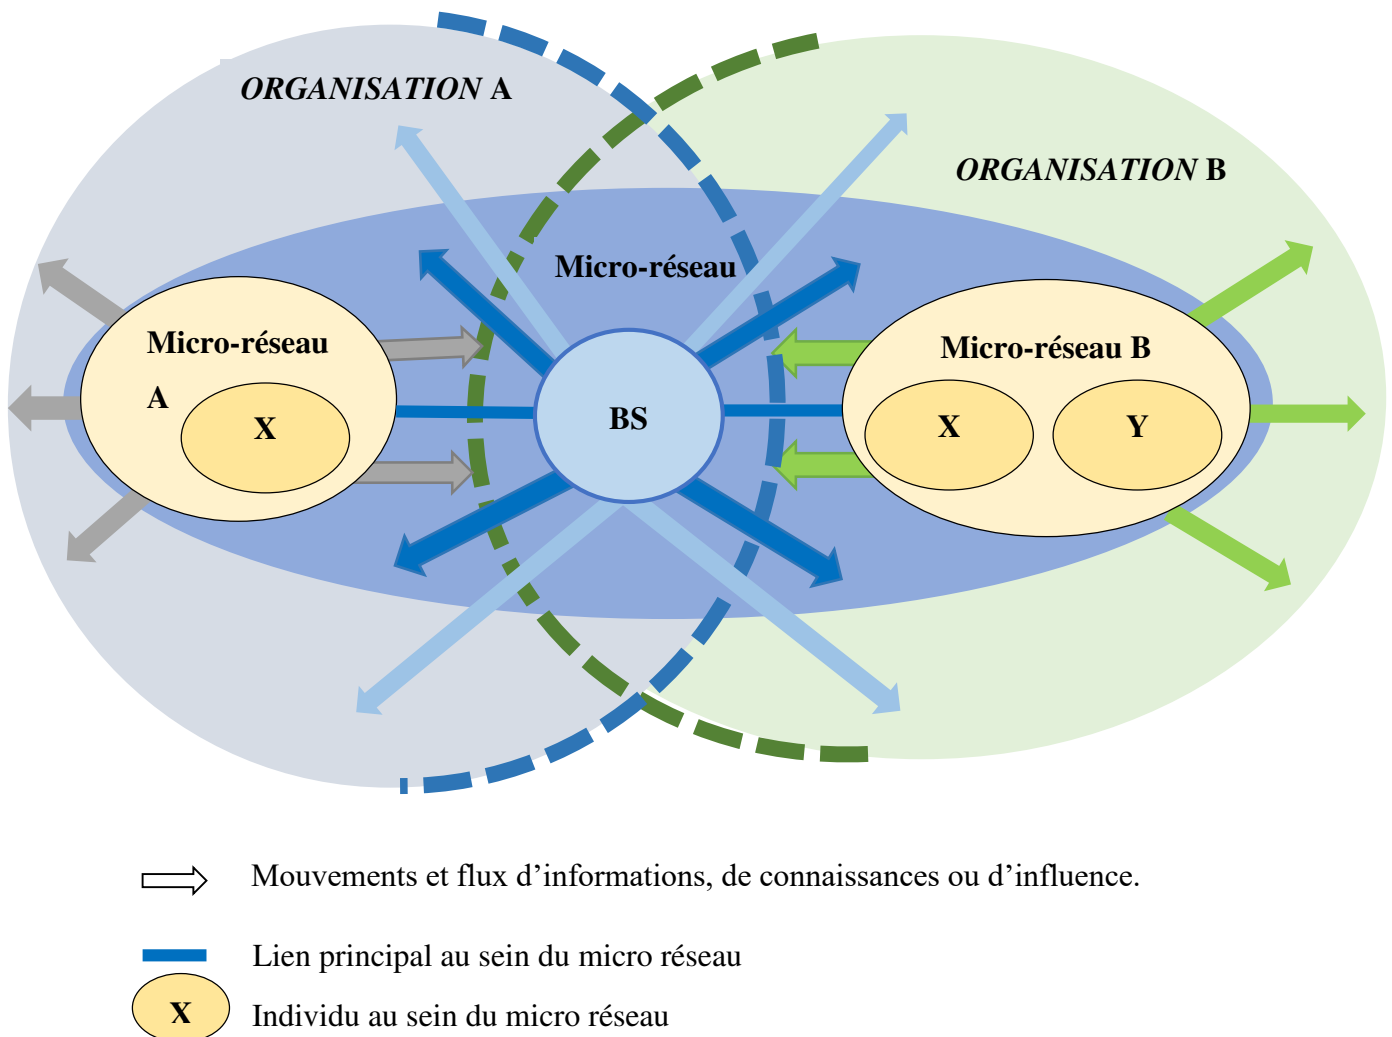 ORGANISATION A
ORGANISATION B
Micro-réseau
Micro-réseau
A
X
BS
Micro-réseau B
X
Y
Mouvements et flux d’informations, de connaissances ou d’influence.
Lien principal au sein du micro réseau
X
Individu au sein du micro réseau